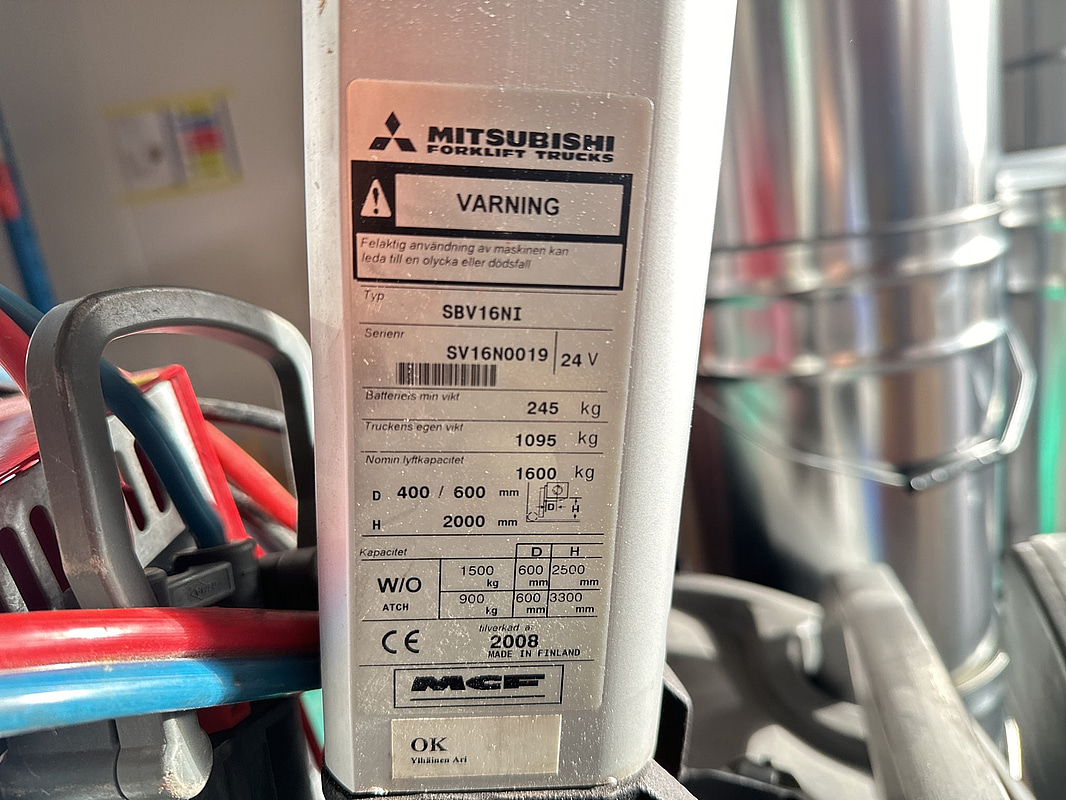 MITSUBISHI
FORKLIFT TRUCKS
VARNING
Felaktig användning av maskinen kan
leda till en olycka eller dödsfall
Typ
SBV16NI
Serienr
SV16N0019 24 V
Batteriets min vikt
245 kg
Truckens egen vikt
1095 kg
Nomin lyftkapacitet
1600 kg
D 400 / 600 mm
D
H
H 2000 mm
Kapacitet D H
W/O 1500 kg 600 mm 2500 mm
ATCH 900 kg 600 mm 3300 mm
CE tillverkad år
2008
MADE IN FINLAND
MCF
OK
Ylhäinen Ari